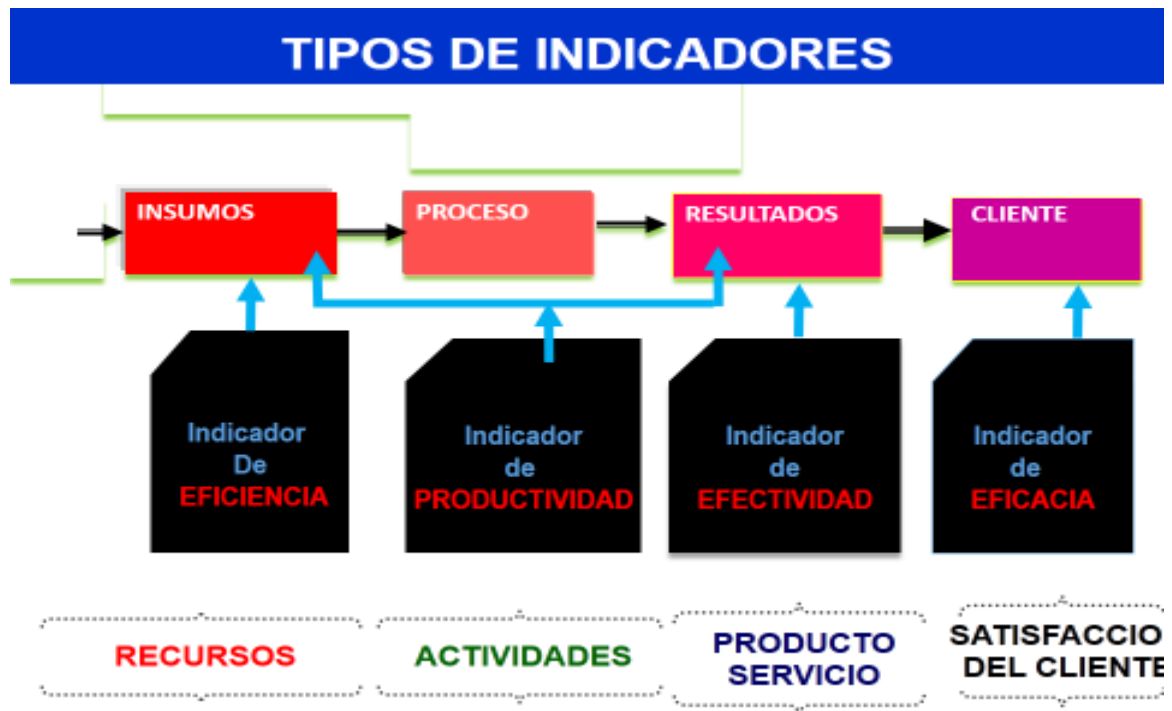 TIPOS DE INDICADORES
INSUMOS
PROCESO
RESULTADOS
CLIENTE
Indicador
De
EFICIENCIA
Indicador
de
PRODUCTIVIDAD
Indicador
de
EFECTIVIDAD
Indicador
de
EFICACIA
RECURSOS
ACTIVIDADES
PRODUCTO
SERVICIO
SATISFACCIO
DEL CLIENTE